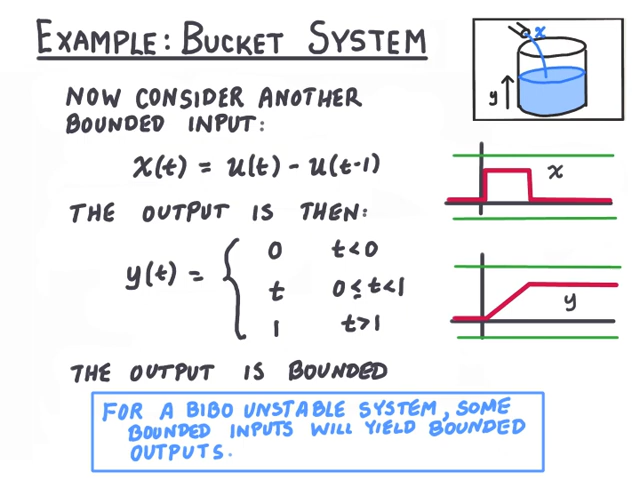 EXAMPLE: BUCKET SYSTEM
x
y
NOW CONSIDER ANOTHER
BOUNDED INPUT:
x(t) = u(t) - u(t-1)
x
THE OUTPUT IS THEN:
y(t) = {
0 t<0
t 0≤t<1
1 t>1
y
THE OUTPUT IS BOUNDED
FOR A BIBO UNSTABLE SYSTEM, SOME
BOUNDED INPUTS WILL YIELD BOUNDED
OUTPUTS.